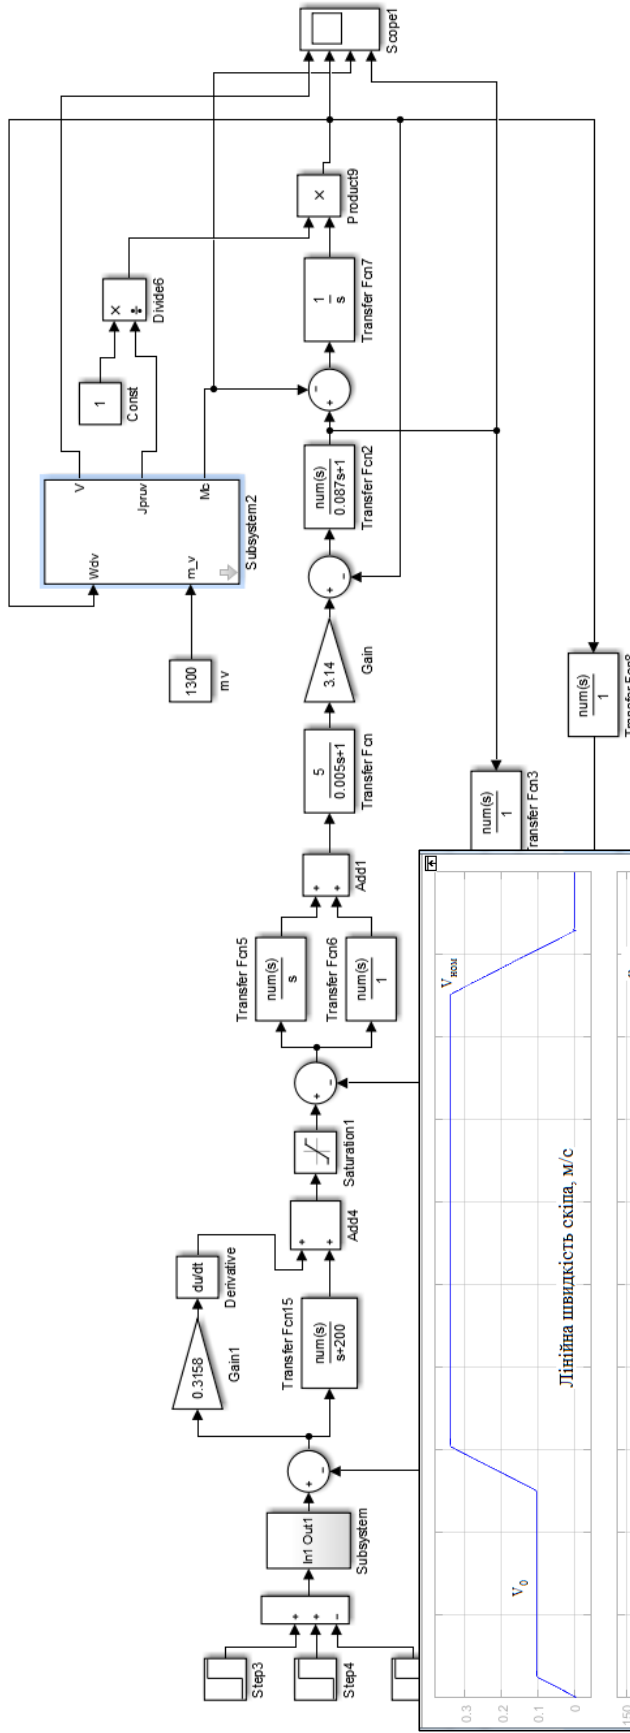 Step3
Step4
+
+
-
In1 Out1
Subsystem
+
-
0.3158
Gain1
du/dt
Derivative
Transfer Fcn15
num(s)
s+200
+
+
Add4
Saturation1
+
-
Transfer Fcn5
num(s)
s
Transfer Fcn6
num(s)
1
+
+
Add1
5
0.005s+1
Transfer Fcn
3.14
Gain
+
-
num(s)
0.087s+1
Transfer Fcn2
+
-
1
s
Transfer Fcn7
×
Product9
1300
mv
Wdv
m_v
V
Jpruv
Mc
Subsystem2
1
Const
×
÷
Divide6
Scope1
num(s)
1
Transfer Fcn3
num(s)
1
0.3
0.2
0.1
0
150
V₀
Vном
Лінійна швидкість скіпа, м/с